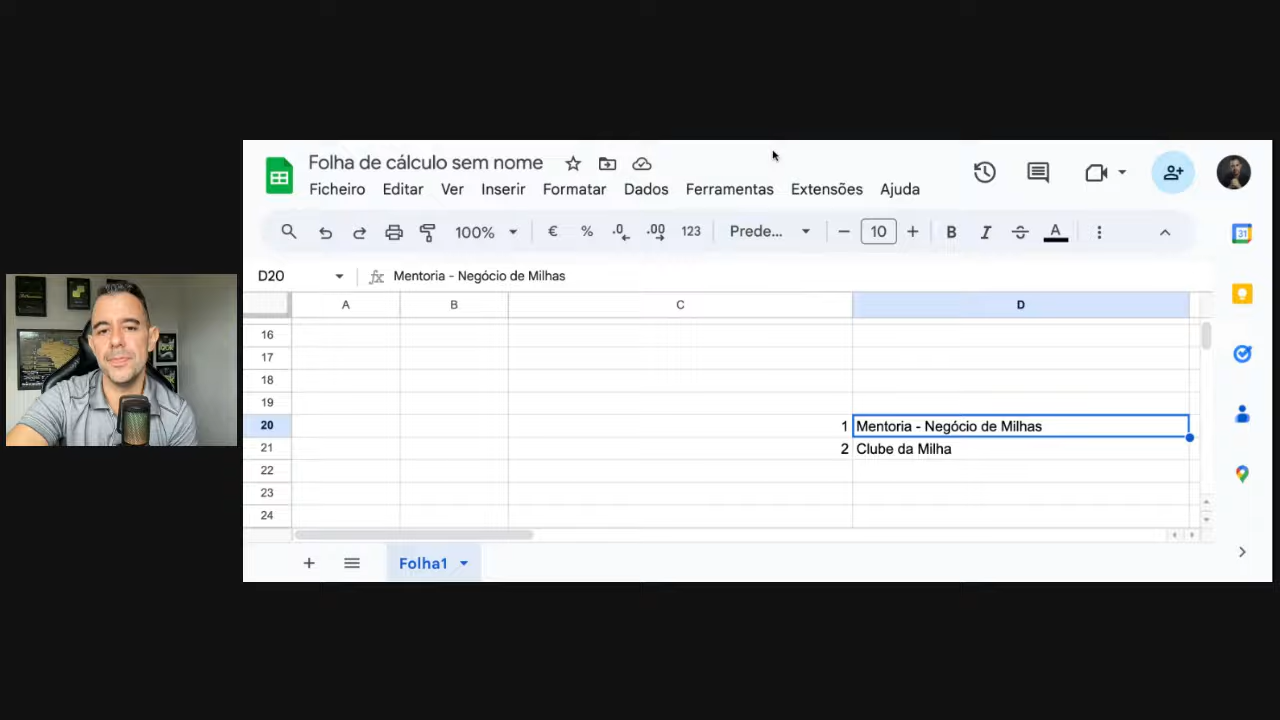 Folha de cálculo sem nome
Ficheiro Editar Ver Inserir Formatar Dados Ferramentas Extensões Ajuda
100% € % .0 .00 123 Prede... 10 B I S A
D20 fx Mentoria - Negócio de Milhas
A B C D
16
17
18
19
20 1 Mentoria - Negócio de Milhas
21 2 Clube da Milha
22
23
24
Folha1
31